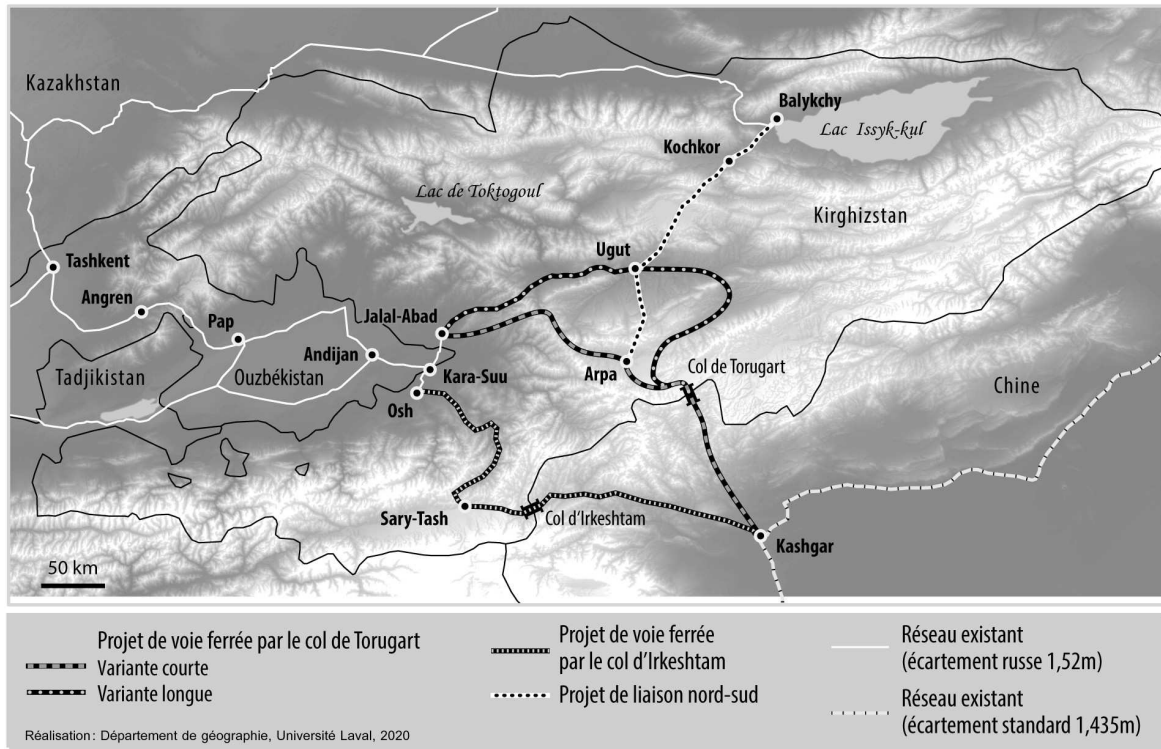 Kazakhstan
Balykchy
Lac Issyk-kul
Kochkor
Lac de Toktogoul
Kirghizstan
Ugut
Tashkent
Angren
Jalal-Abad
Pap
Andijan
Col de Torugart
Arpa
Chine
Tadjikistan
Ouzbékistan
Kara-Suu
Osh
Sary-Tash
Col d'Irkeshtam
Kashgar
50 km
Projet de voie ferrée par le col de Torugart
Variante courte
Variante longue
Projet de voie ferrée
par le col d'Irkeshtam
Projet de liaison nord-sud
Réseau existant
(écartement russe 1,52m)
Réseau existant
(écartement standard 1,435m)
Réalisation : Département de géographie, Université Laval, 2020